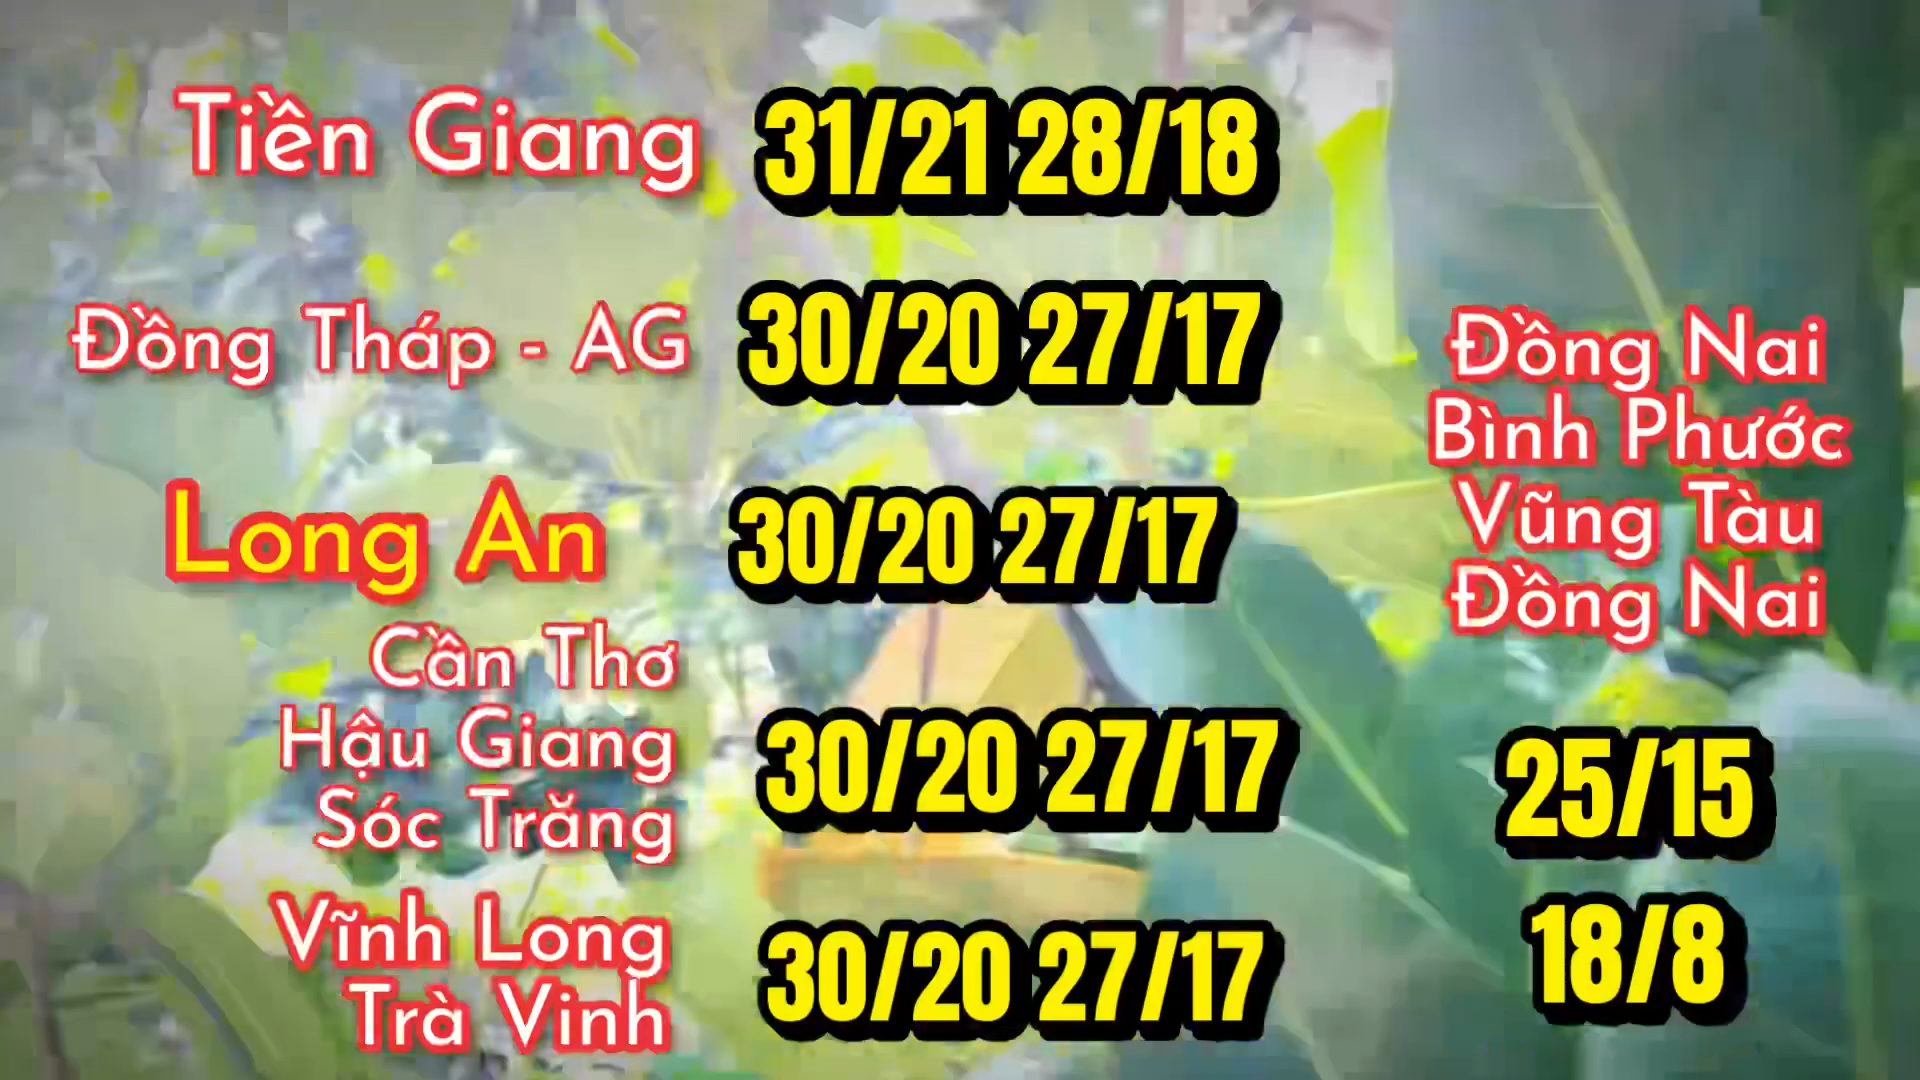 Tiền Giang 31/21 28/18
Đồng Tháp - AG 30/20 27/17
Long An 30/20 27/17
Cần Thơ
Hậu Giang 30/20 27/17
Sóc Trăng
Vĩnh Long
Trà Vinh 30/20 27/17
Đồng Nai
Bình Phước
Vũng Tàu
Đồng Nai
25/15
18/8